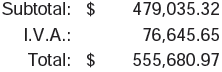 Subtotal: $ 479,035.32
I.V.A.: 76,645.65
Total: $ 555,680.97